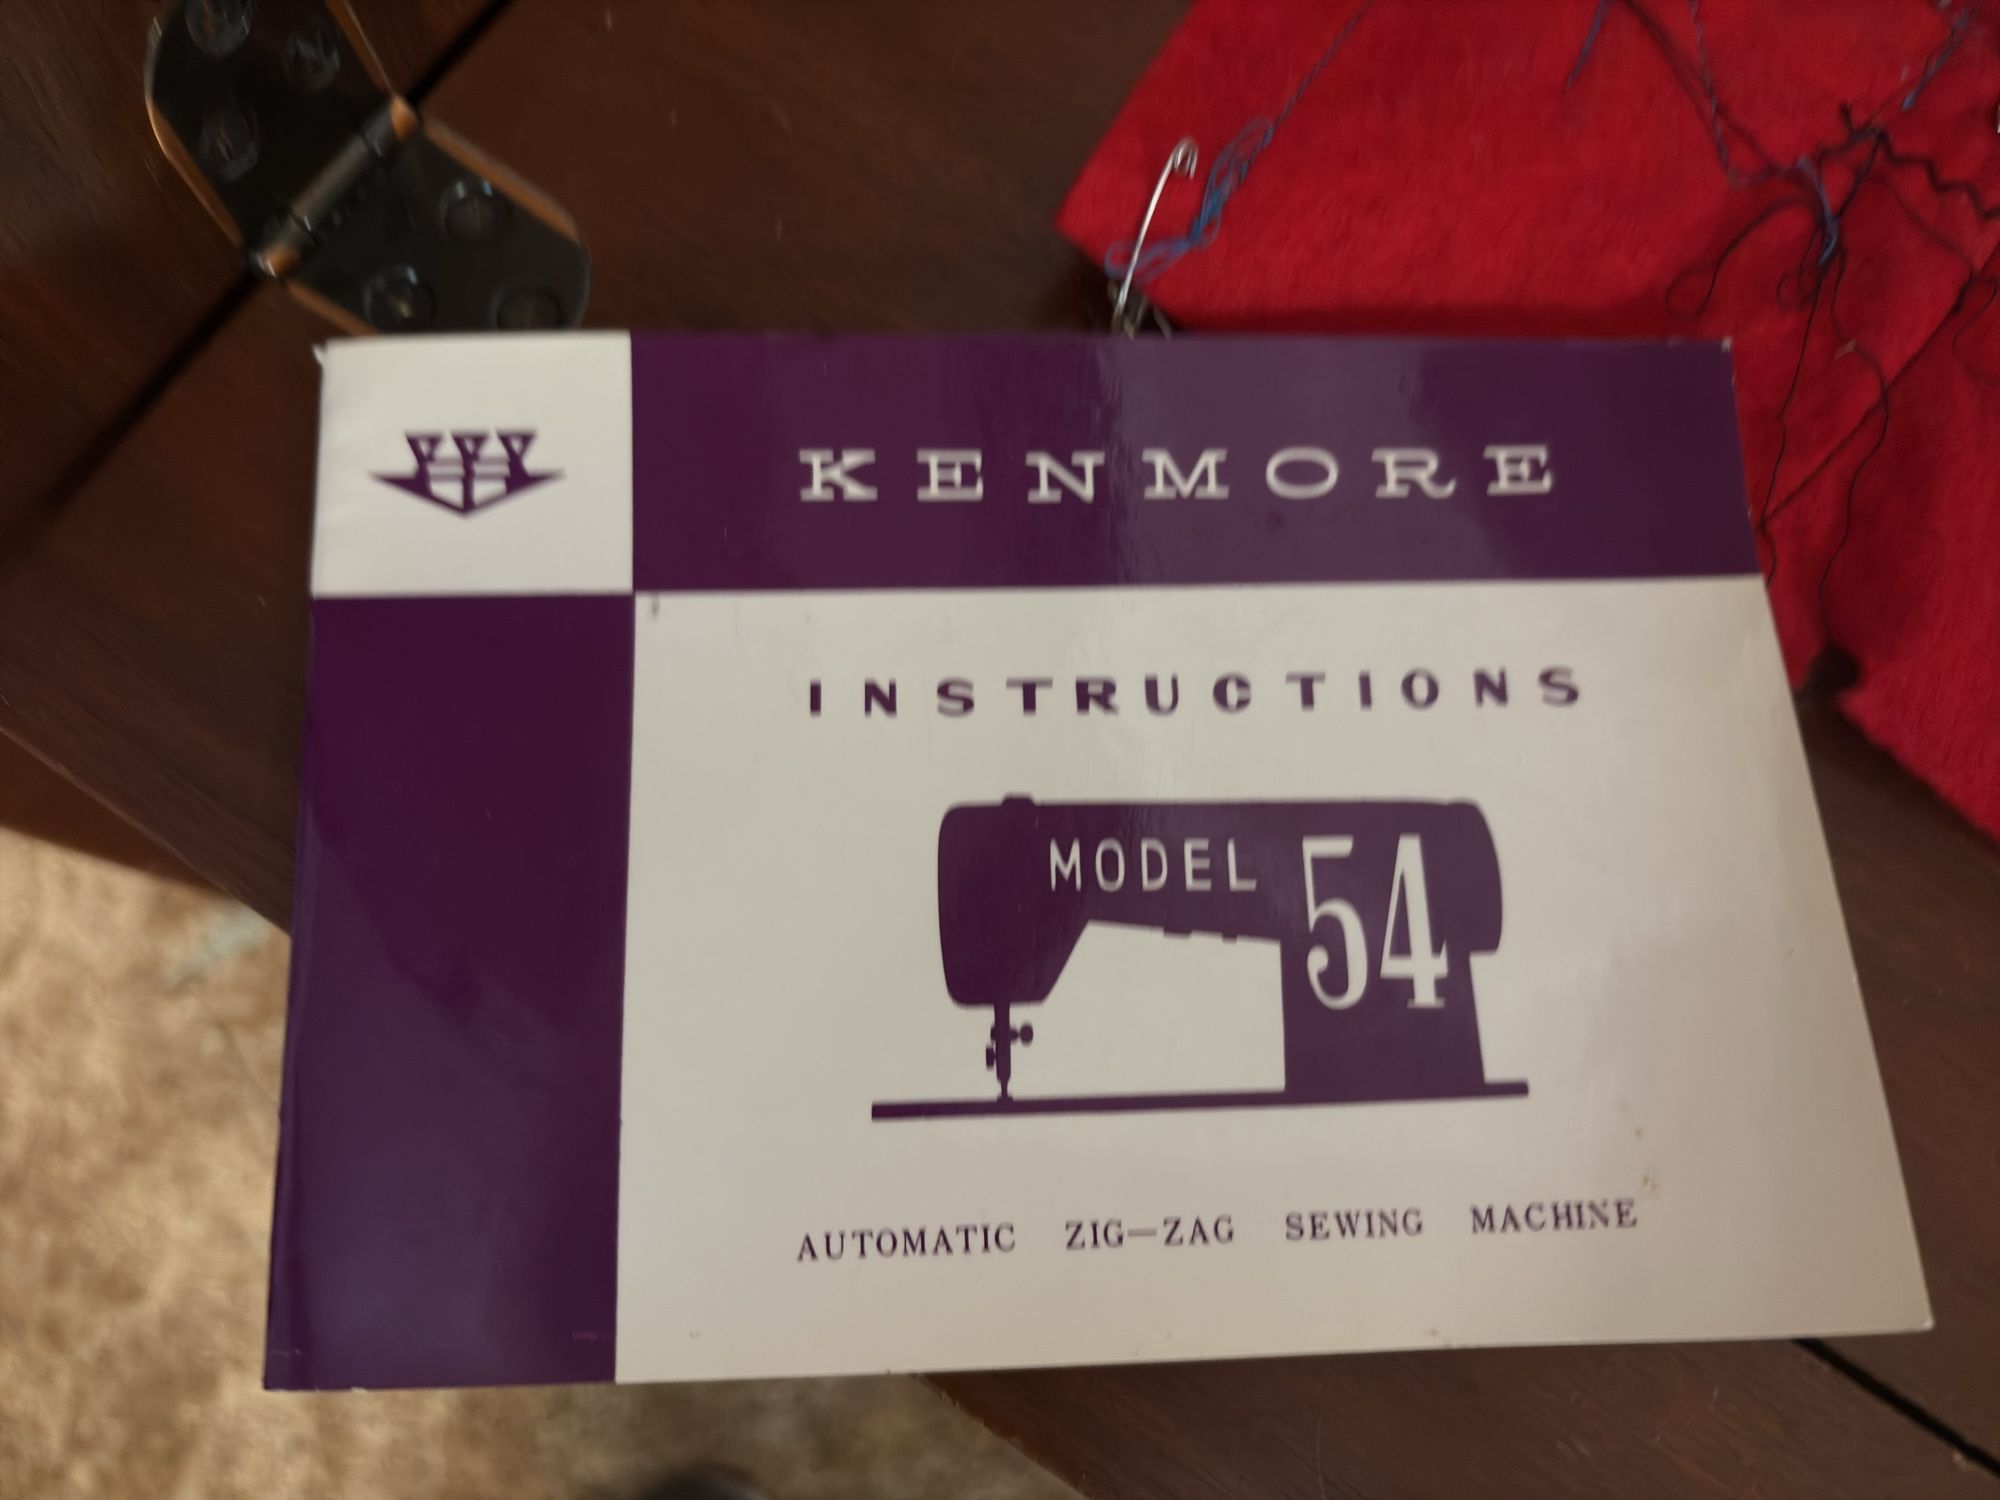 KENMORE
INSTRUCTIONS
MODEL 54
AUTOMATIC ZIG—ZAG SEWING MACHINE